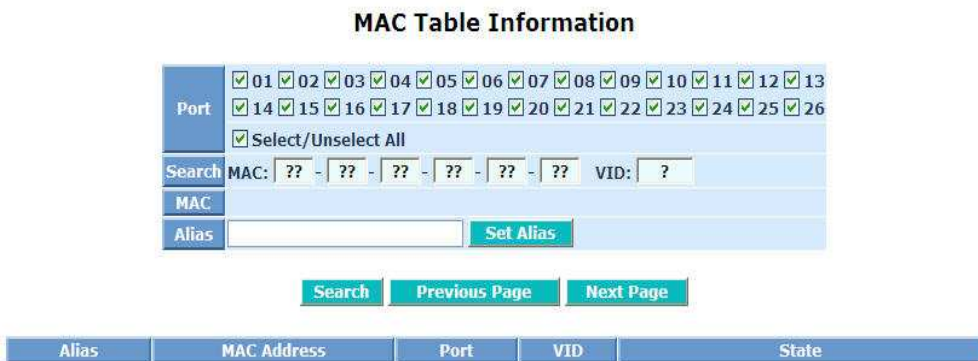 MAC Table Information
Port
01 02 03 04 05 06 07 08 09 10 11 12 13
14 15 16 17 18 19 20 21 22 23 24 25 26
Select/Unselect All
Search MAC: ?? - ?? - ?? - ?? - ?? - ?? VID: ?
MAC
Alias Set Alias
Search Previous Page Next Page
Alias MAC Address Port VID State